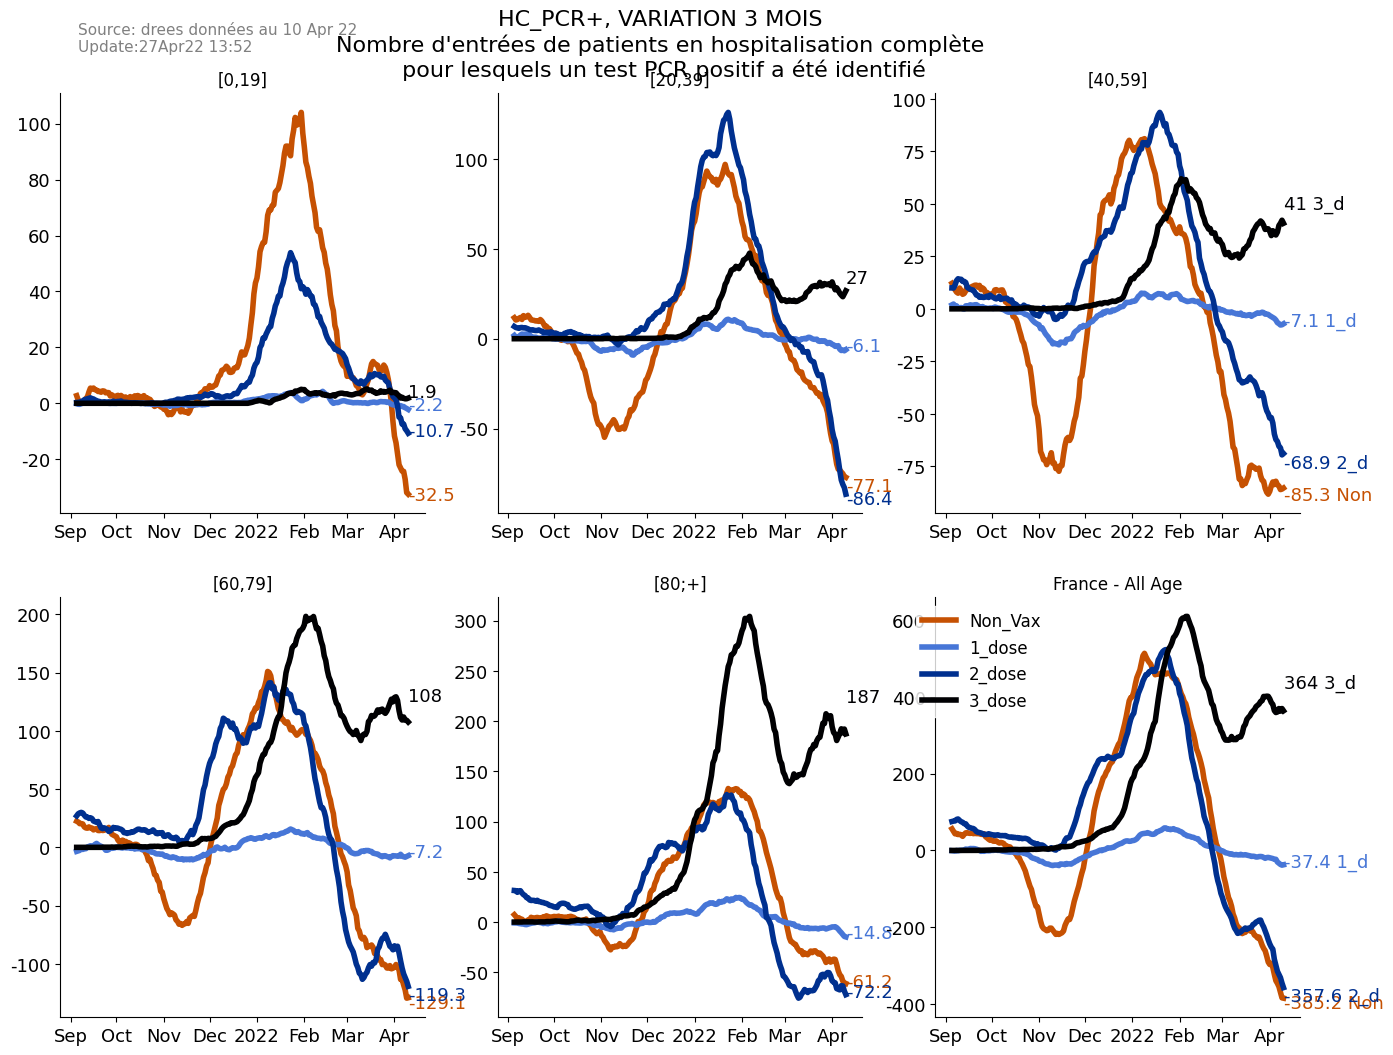 HC_PCR+, VARIATION 3 MOIS
Source: drees données au 10 Apr 22
Nombre d'entrées de patients en hospitalisation complète
Update:27Apr22 13:52
pour lesquels un test PCR positif a été identifié
[0,19]
[20,39]
[40,59]
100
80
60
40
20
0
-20
1.9
-2.2
-10.7
-32.5
Sep Oct Nov Dec 2022 Feb Mar Apr
100
50
0
-50
27
-6.1
-77.1
-86.4
Sep Oct Nov Dec 2022 Feb Mar Apr
100
75
50
25
0
-25
-50
-75
41 3_d
-7.1 1_d
-68.9 2_d
-85.3 Non
Sep Oct Nov Dec 2022 Feb Mar Apr
[60,79]
[80;+]
France - All Age
200
150
100
50
0
-50
-100
108
-7.2
-119.3
-129.1
Sep Oct Nov Dec 2022 Feb Mar Apr
300
250
200
150
100
50
0
-50
187
-14.8
-61.2
-72.2
Sep Oct Nov Dec 2022 Feb Mar Apr
600
400
200
0
-200
-400
Non_Vax
1_dose
2_dose
3_dose
364 3_d
-37.4 1_d
-357.6 2_d
-385.2 Non
Sep Oct Nov Dec 2022 Feb Mar Apr